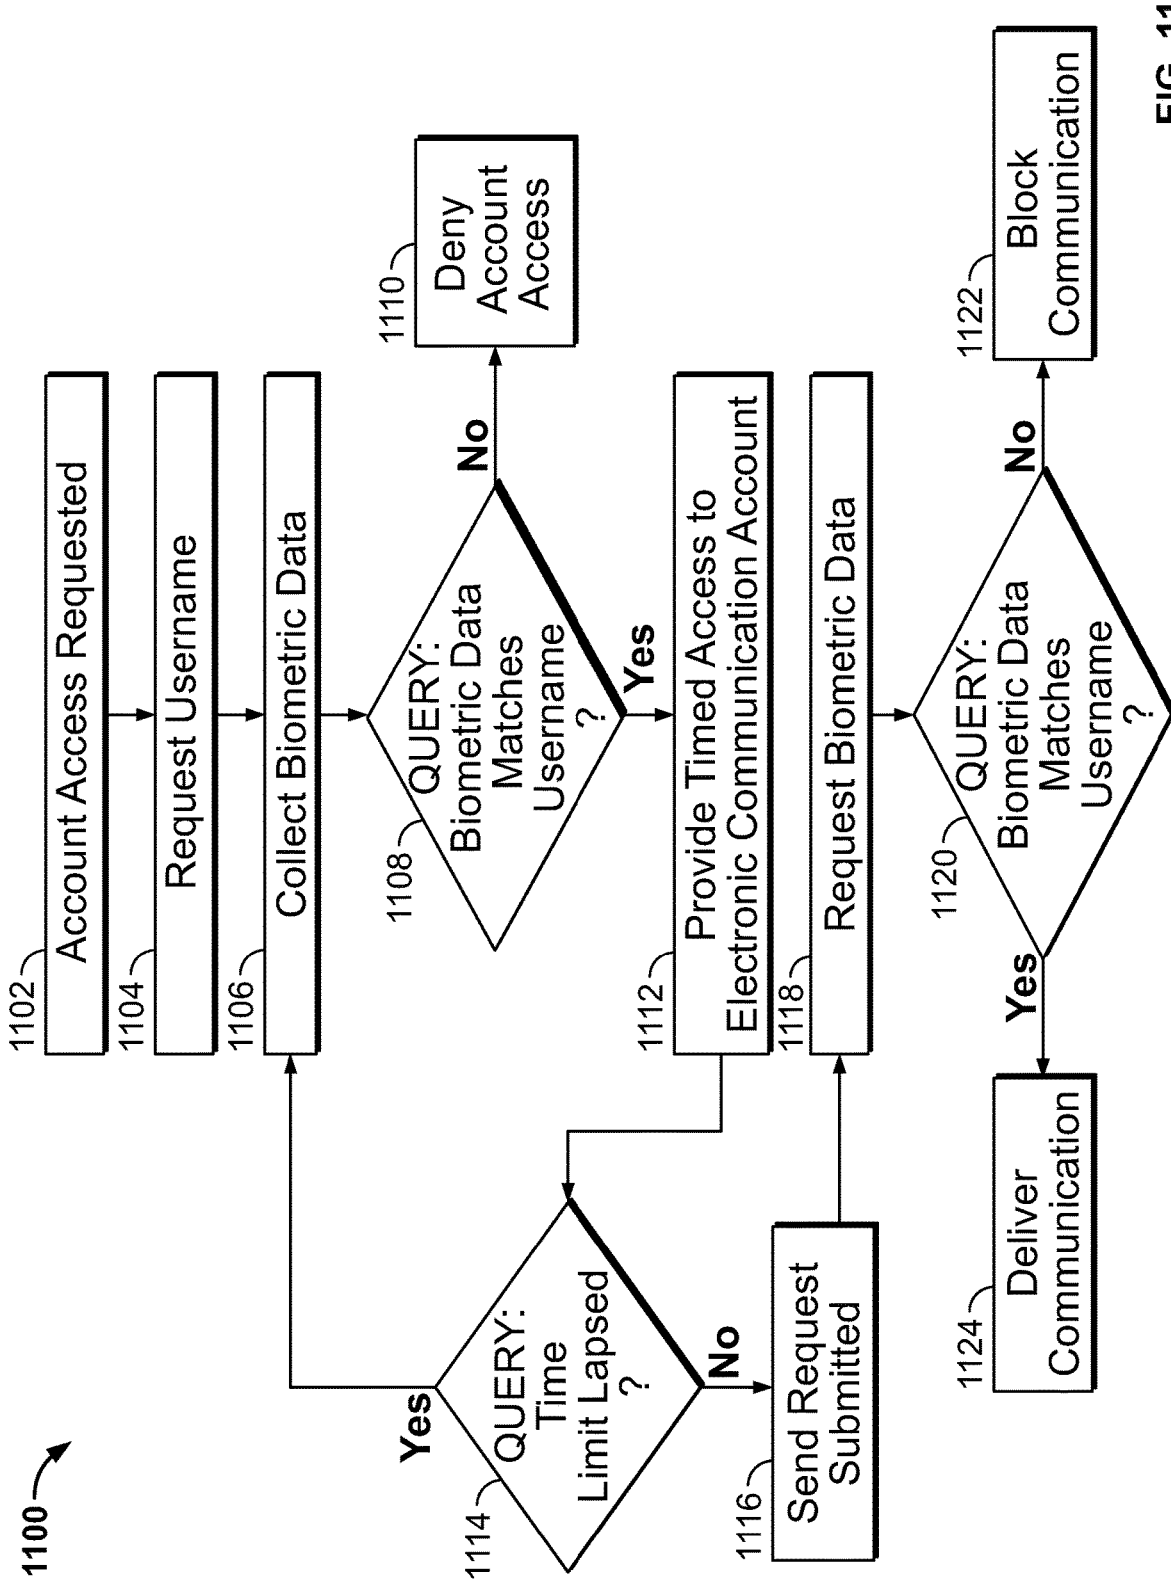 1100
1102
Account Access Requested
1104
Request Username
1106
Collect Biometric Data
1108
QUERY:
Biometric Data
Matches
Username
?
No
1110
Deny
Account
Access
Yes
1112
Provide Timed Access to
Electronic Communication Account
1114
QUERY:
Time
Limit Lapsed
?
Yes
No
1116
Send Request
Submitted
1118
Request Biometric Data
1120
QUERY:
Biometric Data
Matches
Username
?
No
1122
Block
Communication
Yes
1124
Deliver
Communication
FIG. 11